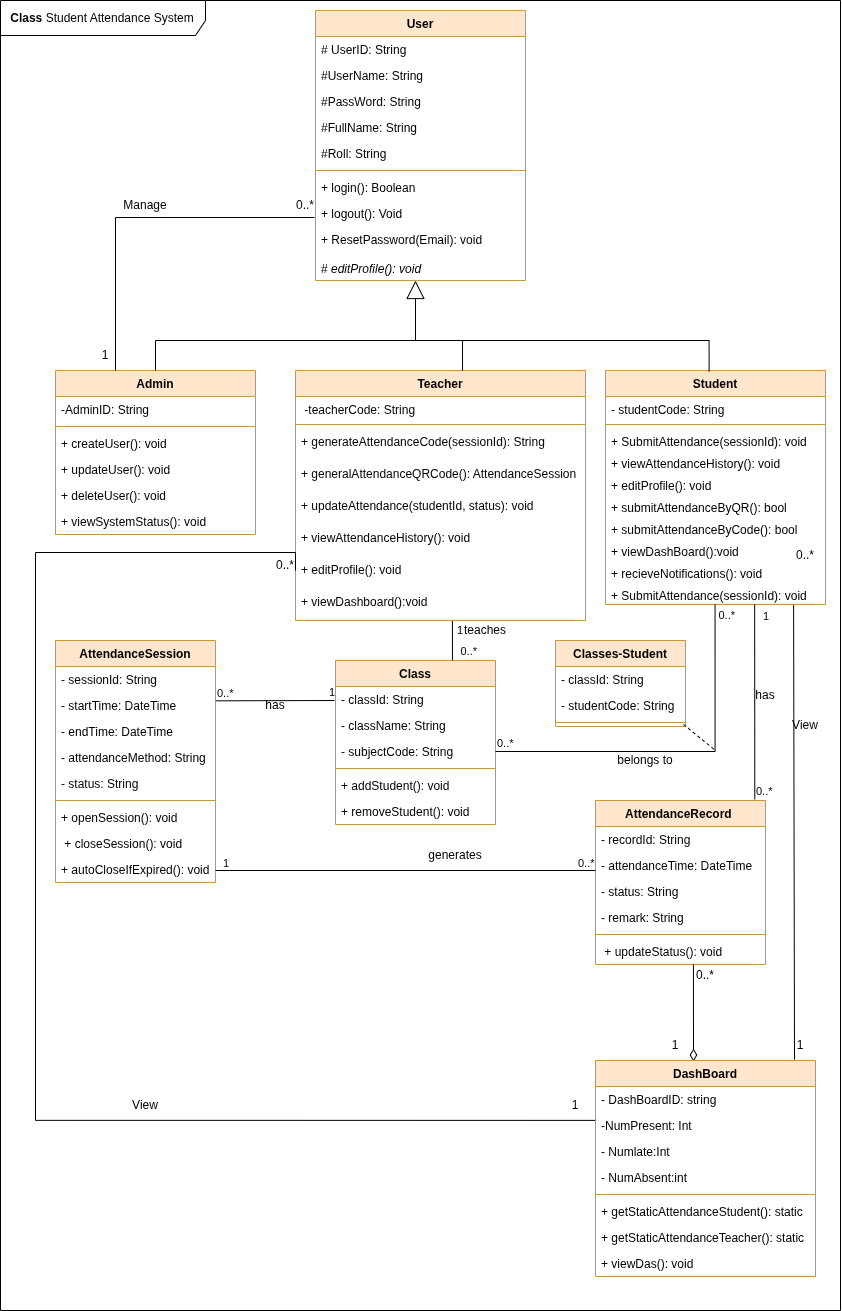 Class Student Attendance System
User
# UserID: String
#UserName: String
#PassWord: String
#FullName: String
#Roll: String
+ login(): Boolean
+ logout(): Void
+ ResetPassword(Email): void
# editProfile(): void
Manage
0..*
1
Admin
-AdminID: String
+ createUser(): void
+ updateUser(): void
+ deleteUser(): void
+ viewSystemStatus(): void
Teacher
-teacherCode: String
+ generateAttendanceCode(sessionId): String
+ generalAttendanceQRCode(): AttendanceSession
+ updateAttendance(studentId, status): void
+ viewAttendanceHistory(): void
+ editProfile(): void
+ viewDashboard():void
Student
- studentCode: String
+ SubmitAttendance(sessionId): void
+ viewAttendanceHistory(): void
+ editProfile(): void
+ submitAttendanceByQR(): bool
+ submitAttendanceByCode(): bool
+ viewDashBoard():void
+ recieveNotifications(): void
+ SubmitAttendance(sessionId): void
0..*
0..*
1
teaches
0..*
0..*
1
AttendanceSession
- sessionId: String
- startTime: DateTime
- endTime: DateTime
- attendanceMethod: String
- status: String
+ openSession(): void
+ closeSession(): void
+ autoCloseIfExpired(): void
0..*
has
1
Class
- classId: String
- className: String
- subjectCode: String
+ addStudent(): void
+ removeStudent(): void
Classes-Student
- classId: String
- studentCode: String
0..*
belongs to
has
View
0..*
1
generates
0..*
AttendanceRecord
- recordId: String
- attendanceTime: DateTime
- status: String
- remark: String
+ updateStatus(): void
0..*
1
1
View
1
DashBoard
- DashBoardID: string
-NumPresent: Int
- Numlate:Int
- NumAbsent:int
+ getStaticAttendanceStudent(): static
+ getStaticAttendanceTeacher(): static
+ viewDas(): void